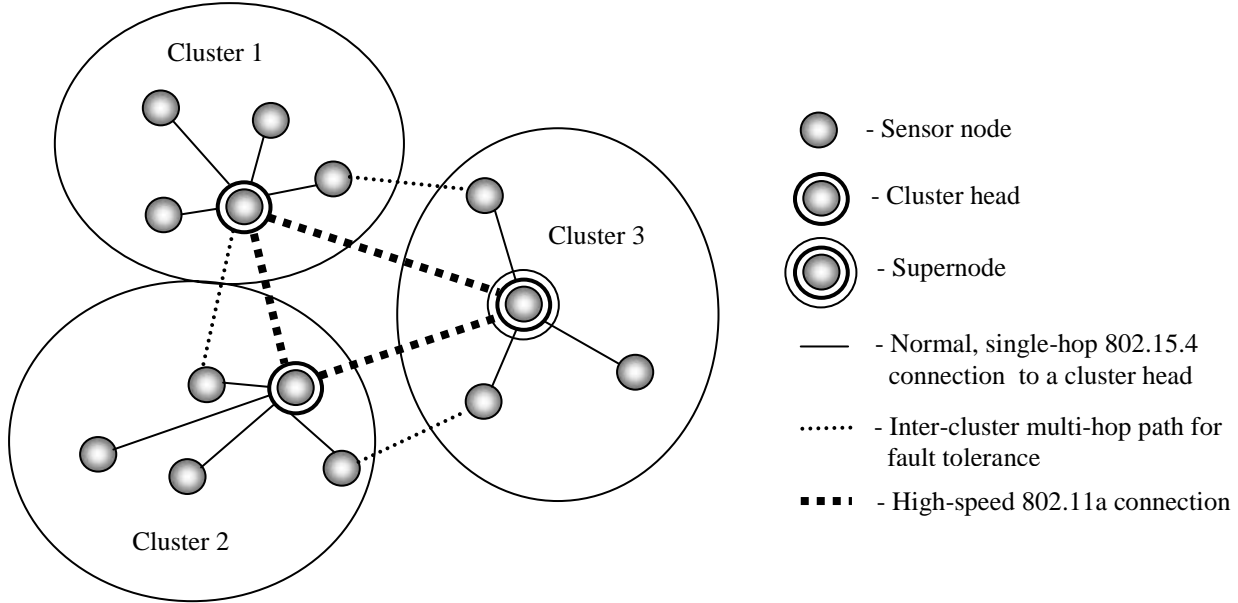 Cluster 1
Cluster 3
Cluster 2
- Sensor node
- Cluster head
- Supernode
- Normal, single-hop 802.15.4
connection to a cluster head
- Inter-cluster multi-hop path for
fault tolerance
- High-speed 802.11a connection